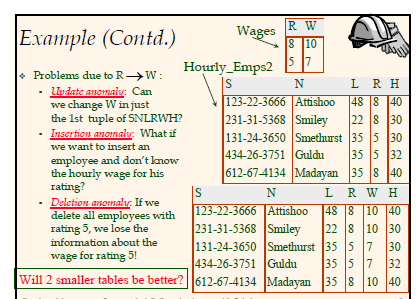 Example (Contd.)
Wages
R W
8 10
5 7
❖ Problems due to R → W :
▪ Update anomaly: Can
we change W in just
the 1st tuple of SNLRWH?
▪ Insertion anomaly: What if
we want to insert an
employee and don't know
the hourly wage for his
rating?
▪ Deletion anomaly: If we
delete all employees with
rating 5, we lose the
information about the
wage for rating 5!
Will 2 smaller tables be better?
Hourly_Emps2
S N L R H
123-22-3666 Attishoo 48 8 40
231-31-5368 Smiley 22 8 30
131-24-3650 Smethurst 35 5 30
434-26-3751 Guldu 35 5 32
612-67-4134 Madayan 35 8 40
S N L R W H
123-22-3666 Attishoo 48 8 10 40
231-31-5368 Smiley 22 8 10 30
131-24-3650 Smethurst 35 5 7 30
434-26-3751 Guldu 35 5 7 32
612-67-4134 Madayan 35 8 10 40